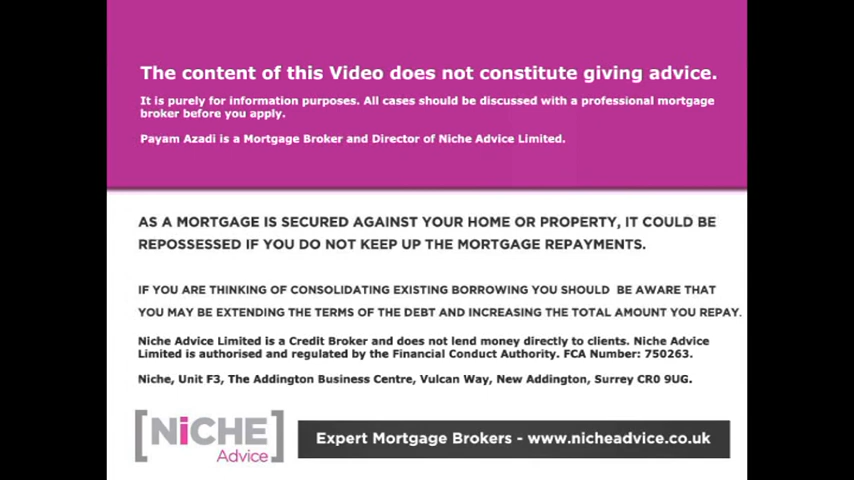 The content of this Video does not constitute giving advice.
It is purely for information purposes. All cases should be discussed with a professional mortgage
broker before you apply.
Payam Azadi is a Mortgage Broker and Director of Niche Advice Limited.
AS A MORTGAGE IS SECURED AGAINST YOUR HOME OR PROPERTY, IT COULD BE
REPOSSESSED IF YOU DO NOT KEEP UP THE MORTGAGE REPAYMENTS.
IF YOU ARE THINKING OF CONSOLIDATING EXISTING BORROWING YOU SHOULD BE AWARE THAT
YOU MAY BE EXTENDING THE TERMS OF THE DEBT AND INCREASING THE TOTAL AMOUNT YOU REPAY.
Niche Advice Limited is a Credit Broker and does not lend money directly to clients. Niche Advice
Limited is authorised and regulated by the Financial Conduct Authority. FCA Number: 750263.
Niche, Unit F3, The Addington Business Centre, Vulcan Way, New Addington, Surrey CR0 9UG.
[NiCHE]
Advice
Expert Mortgage Brokers - www.nicheadvice.co.uk